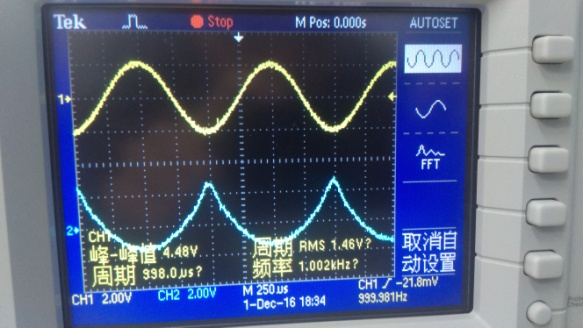 Tek Stop M Pos: 0.000s AUTOSET
1
FFT
2
CH1
峰-峰值 4.48V
周期 998.0µs?
周期 RMS 1.46V?
频率 1.002kHz?
取消自
动设置
CH1 2.00V CH2 2.00V M 250µs CH1 -21.8mV
1-Dec-16 18:34 999.981Hz